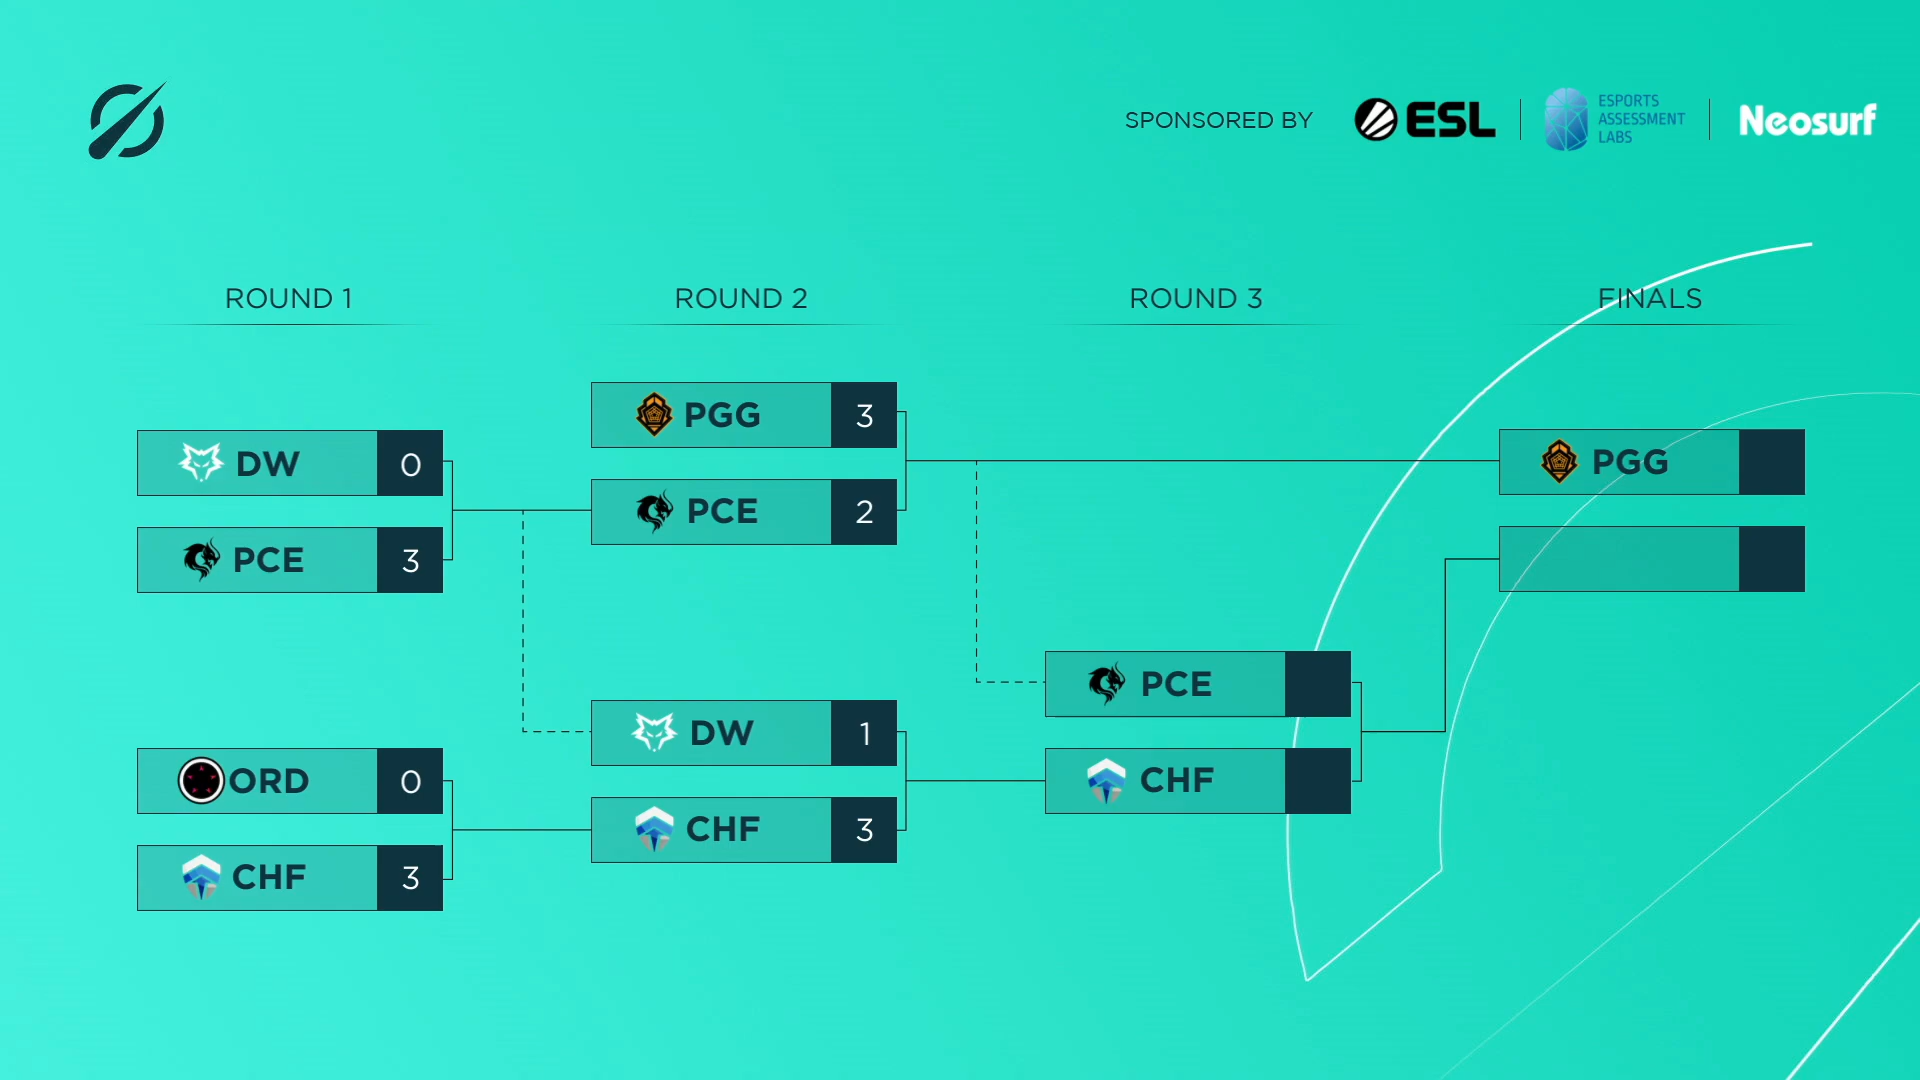 SPONSORED BY
ESL
ESPORTS
ASSESSMENT
LABS
Neosurf
ROUND 1
ROUND 2
ROUND 3
FINALS
DW 0
PCE 3
ORD 0
CHF 3
PGG 3
PCE 2
DW 1
CHF 3
PCE
CHF
PGG